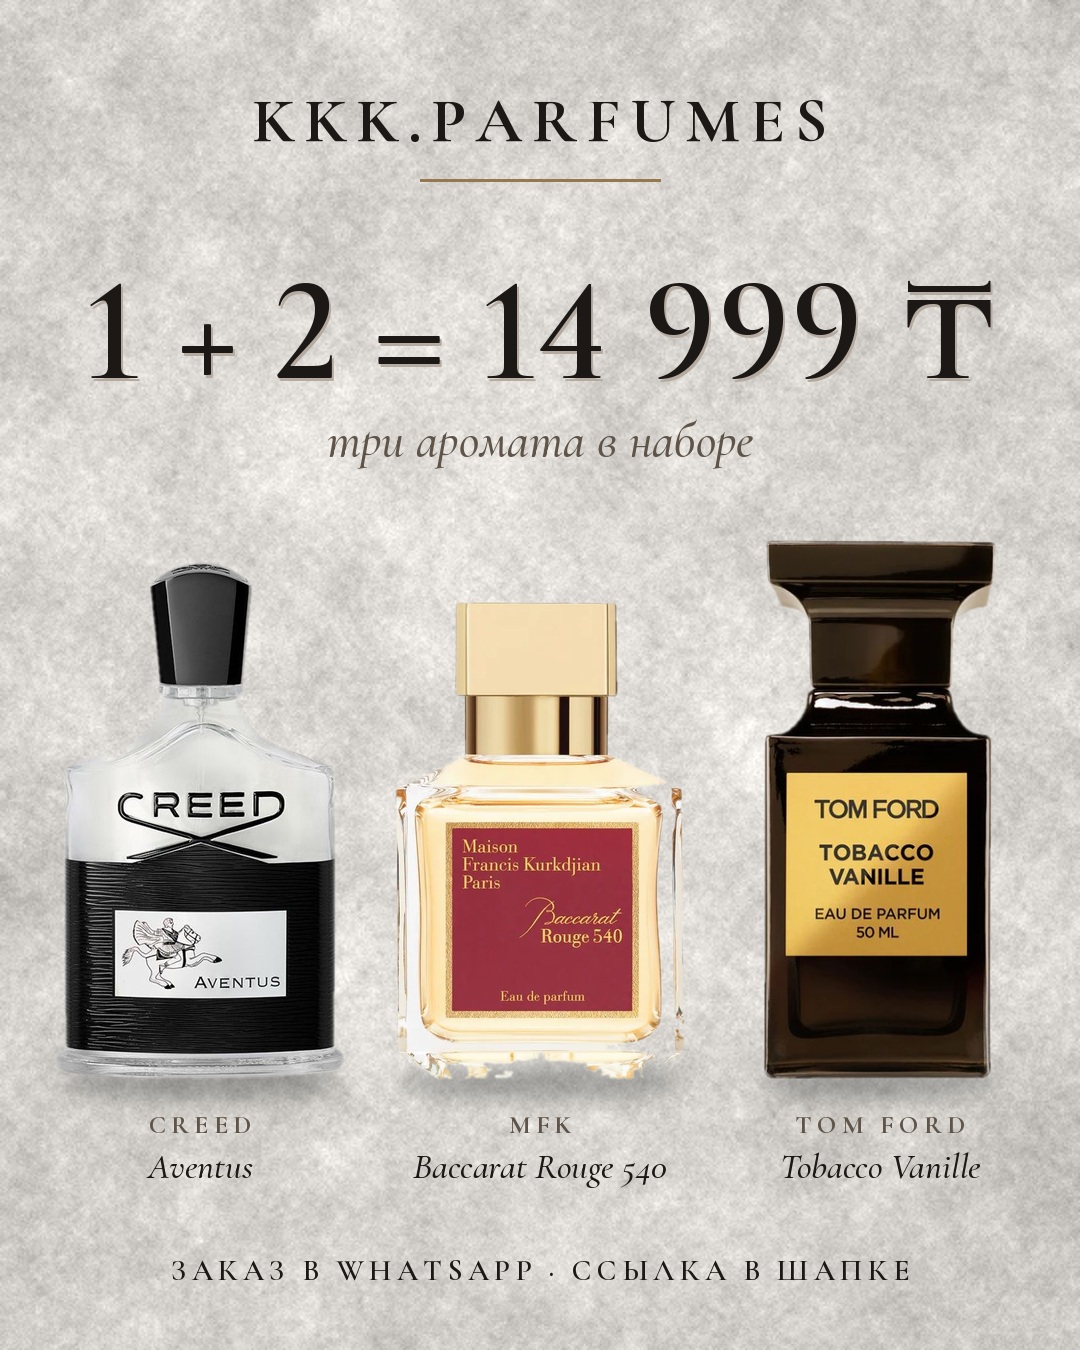 KKK.PARFUMES
1 + 2 = 14 999 ₸
три аромата в наборе
CREED
AVENTUS
Maison
Francis Kurkdjian
Paris
Baccarat
Rouge 540
Eau de parfum
TOM FORD
TOBACCO
VANILLE
EAU DE PARFUM
50 ML
CREED
Aventus
MFK
Baccarat Rouge 540
TOM FORD
Tobacco Vanille
ЗАКАЗ В WHATSAPP · ССЫЛКА В ШАПКЕ